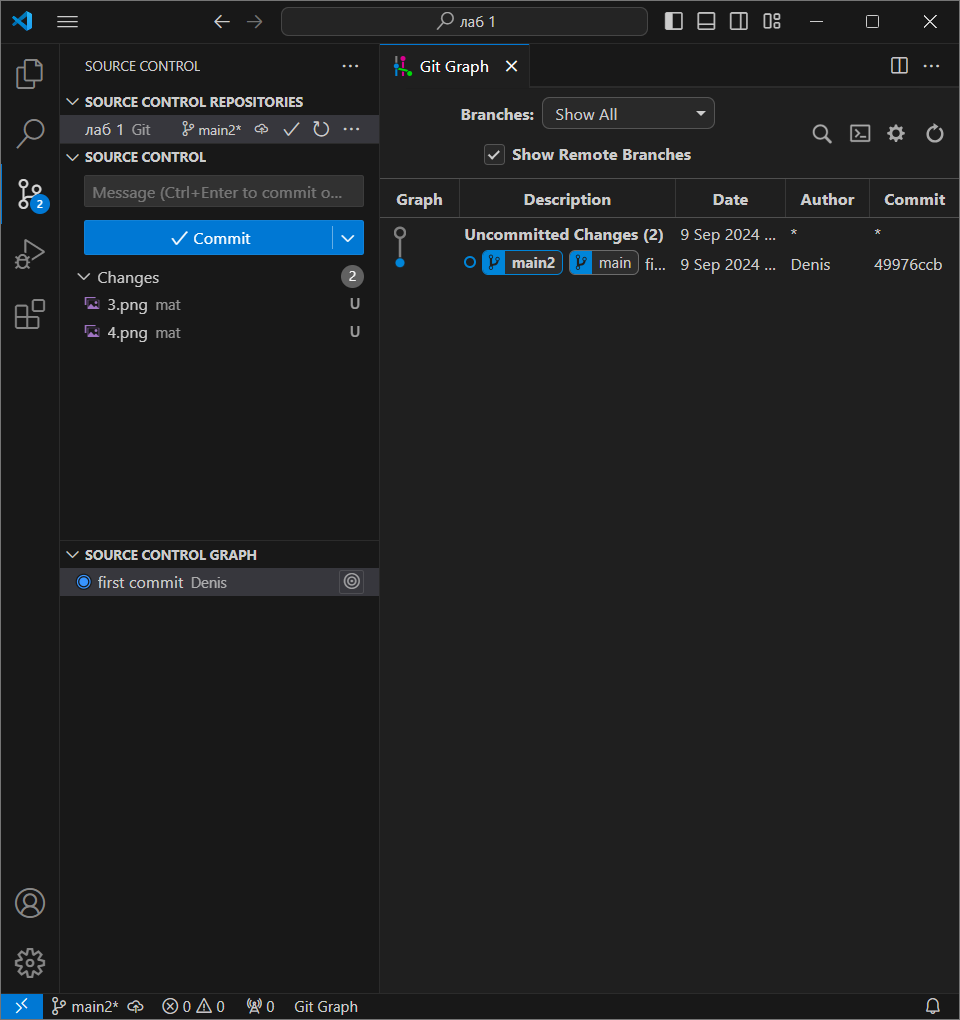 лаб 1
SOURCE CONTROL
SOURCE CONTROL REPOSITORIES
лаб 1 Git main2*
SOURCE CONTROL
Message (Ctrl+Enter to commit o...
Commit
Changes 2
3.png mat U
4.png mat U
SOURCE CONTROL GRAPH
first commit Denis
2
Git Graph
Branches: Show All
Show Remote Branches
Graph Description Date Author Commit
Uncommitted Changes (2) 9 Sep 2024 ... * *
main2 main fi... 9 Sep 2024 ... Denis 49976ccb
main2* 0 0 0 Git Graph